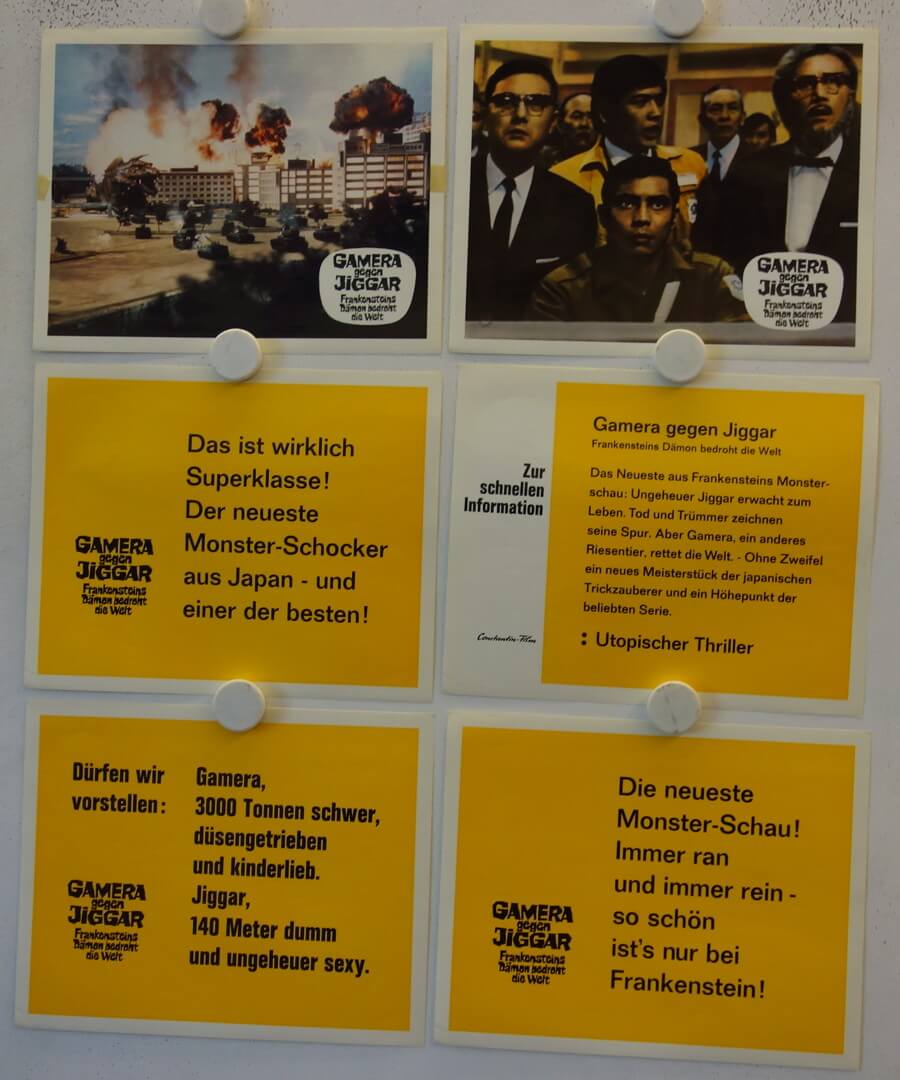 GAMERA
gegen
JIGGAR
Frankensteins
Dämon bedroht
die Welt
GAMERA
gegen
JIGGAR
Frankensteins
Dämon bedroht
die Welt
Das ist wirklich
Superklasse!
Der neueste
Monster-Schocker
aus Japan - und
einer der besten!
GAMERA
gegen
JIGGAR
Frankensteins
Dämon bedroht
die Welt
Zur
schnellen
Information
Constantin-Film
Gamera gegen Jiggar
Frankensteins Dämon bedroht die Welt
Das Neueste aus Frankensteins Monster-
schau: Ungeheuer Jiggar erwacht zum
Leben. Tod und Trümmer zeichnen
seine Spur. Aber Gamera, ein anderes
Riesentier, rettet die Welt. - Ohne Zweifel
ein neues Meisterstück der japanischen
Trickzauberer und ein Höhepunkt der
beliebten Serie.
: Utopischer Thriller
Dürfen wir
vorstellen:
Gamera,
3000 Tonnen schwer,
düsengetrieben
und kinderlieb.
Jiggar,
140 Meter dumm
und ungeheuer sexy.
GAMERA
gegen
JIGGAR
Frankensteins
Dämon bedroht
die Welt
Die neueste
Monster-Schau!
Immer ran
und immer rein -
so schön
ist's nur bei
Frankenstein!
GAMERA
gegen
JIGGAR
Frankensteins
Dämon bedroht
die Welt